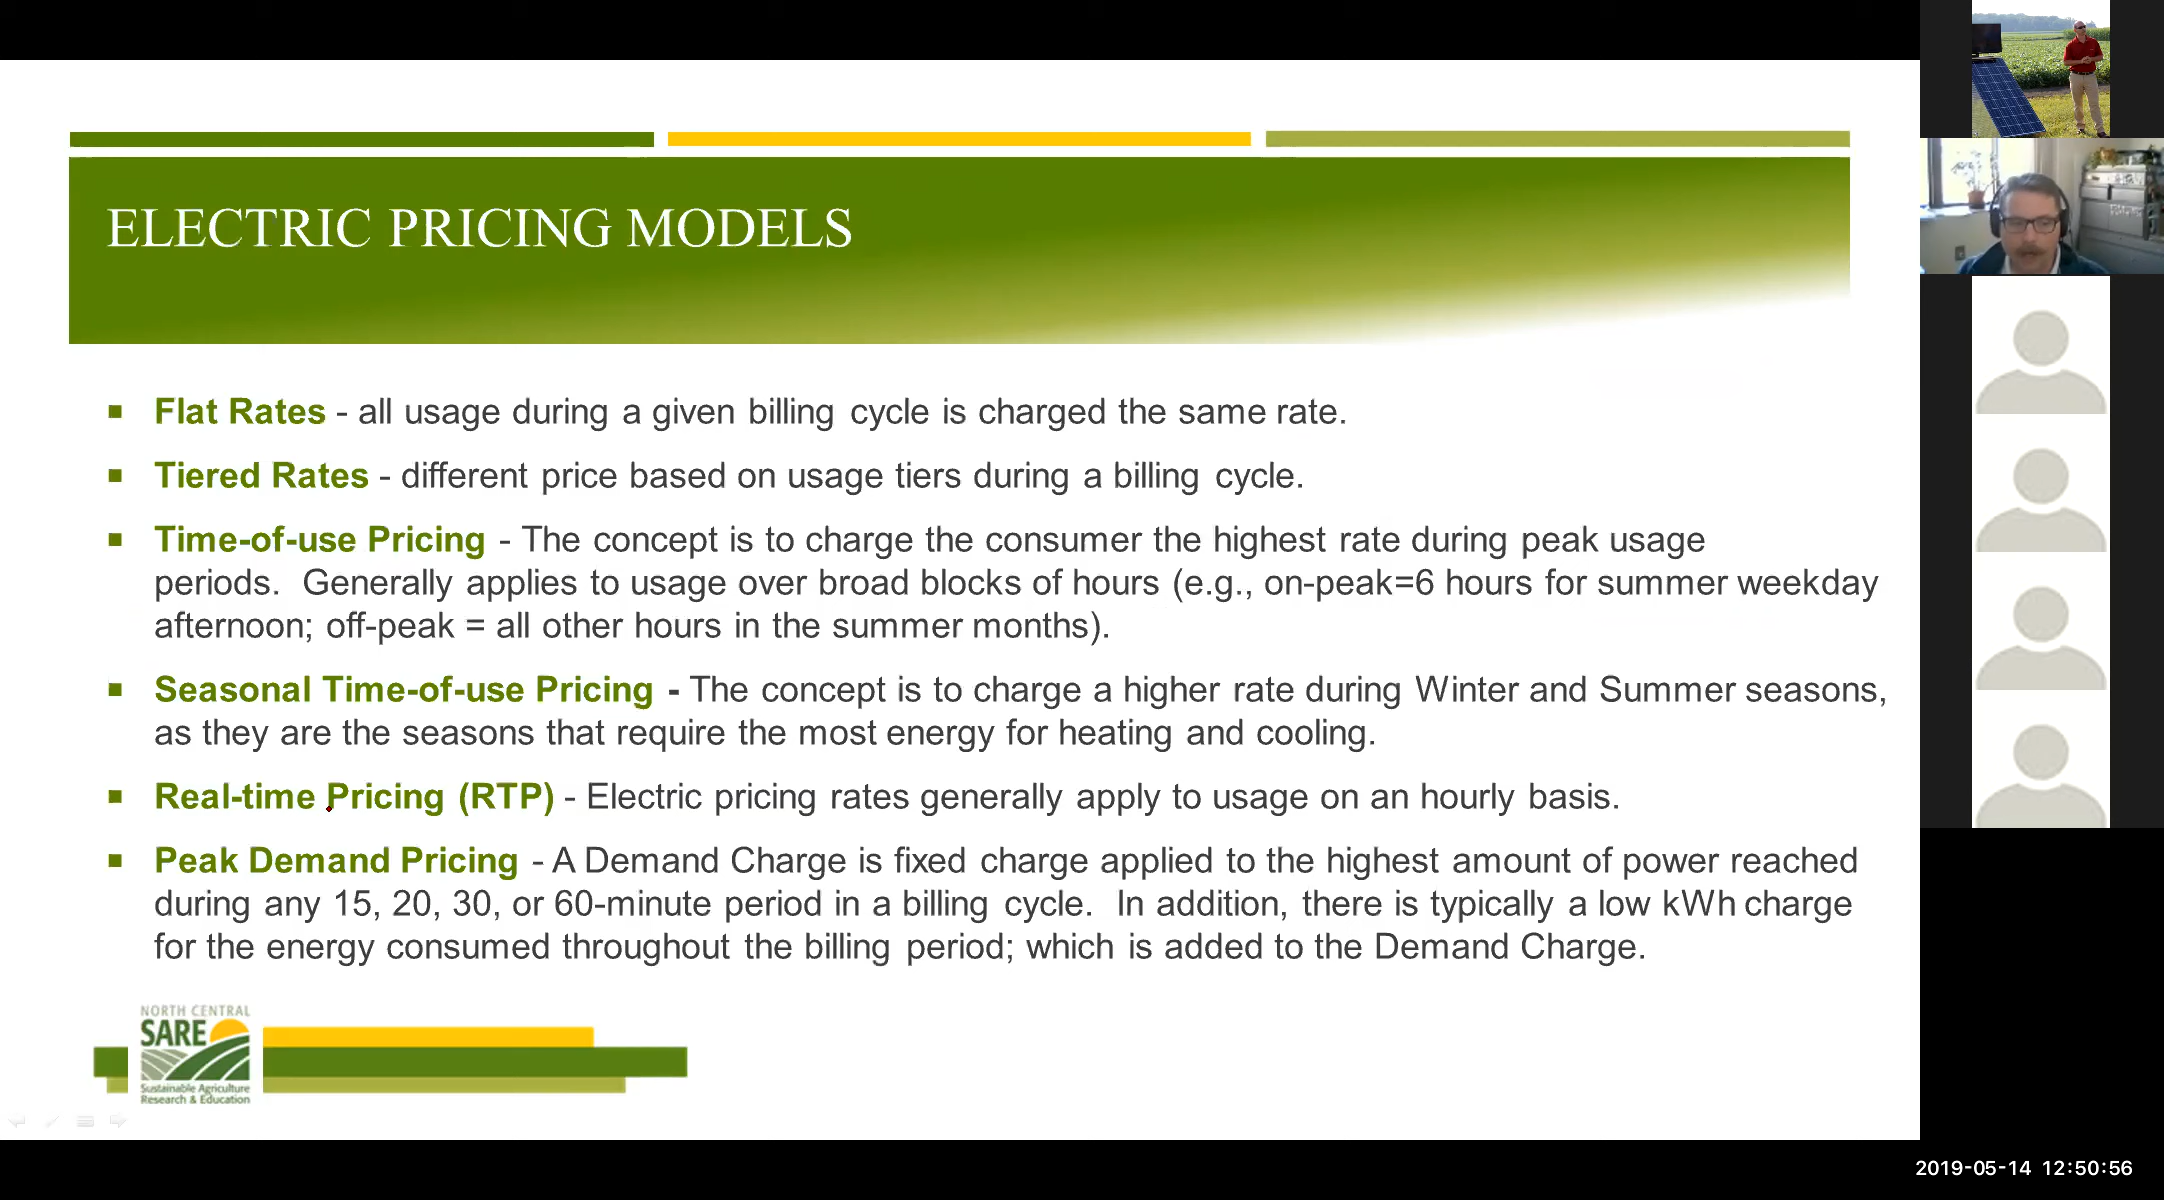 ELECTRIC PRICING MODELS
Flat Rates - all usage during a given billing cycle is charged the same rate.
Tiered Rates - different price based on usage tiers during a billing cycle.
Time-of-use Pricing - The concept is to charge the consumer the highest rate during peak usage
periods. Generally applies to usage over broad blocks of hours (e.g., on-peak=6 hours for summer weekday
afternoon; off-peak = all other hours in the summer months).
Seasonal Time-of-use Pricing - The concept is to charge a higher rate during Winter and Summer seasons,
as they are the seasons that require the most energy for heating and cooling.
Real-time Pricing (RTP) - Electric pricing rates generally apply to usage on an hourly basis.
Peak Demand Pricing - A Demand Charge is fixed charge applied to the highest amount of power reached
during any 15, 20, 30, or 60-minute period in a billing cycle. In addition, there is typically a low kWh charge
for the energy consumed throughout the billing period; which is added to the Demand Charge.
NORTH CENTRAL
SARE
Sustainable Agriculture
Research & Education
2019-05-14 12:50:56